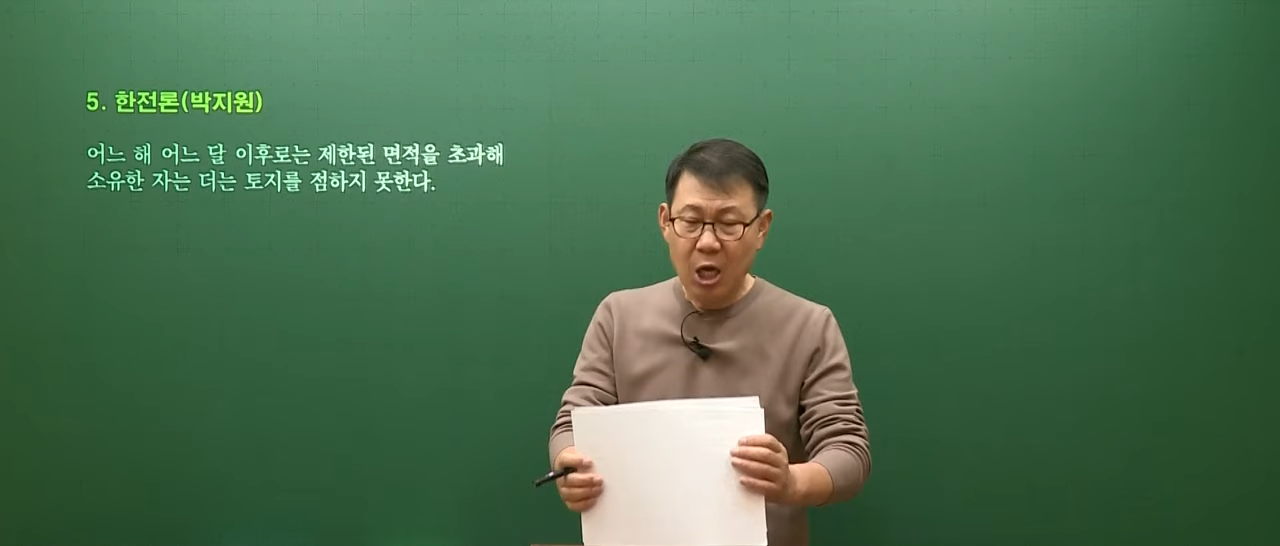 5. 한전론(박지원)
어느 해 어느 달 이후로는 제한된 면적을 초과해
소유한 자는 더는 토지를 점하지 못한다.